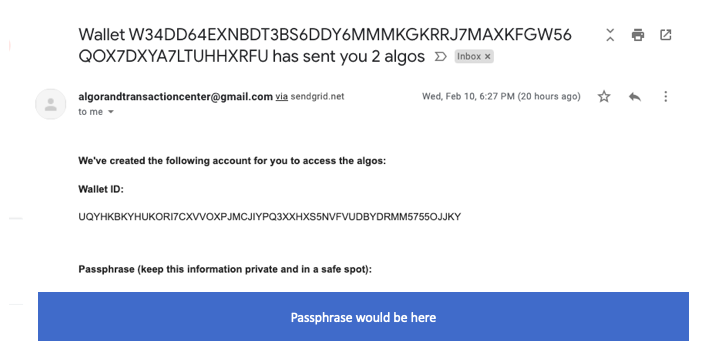 Wallet W34DD64EXNBDT3BS6DDY6MMMKGKRRJ7MAXKFGW56
QOX7DXYA7LTUHHXRFU has sent you 2 algos Inbox x
algorandtransactioncenter@gmail.com via sendgrid.net Wed, Feb 10, 6:27 PM (20 hours ago)
to me
We've created the following account for you to access the algos:
Wallet ID:
UQYHKBKYHUKORI7CXVVOXPJMCJIYPQ3XXHXS5NVFVUDBYDRMM5755OJJKY
Passphrase (keep this information private and in a safe spot):
Passphrase would be here